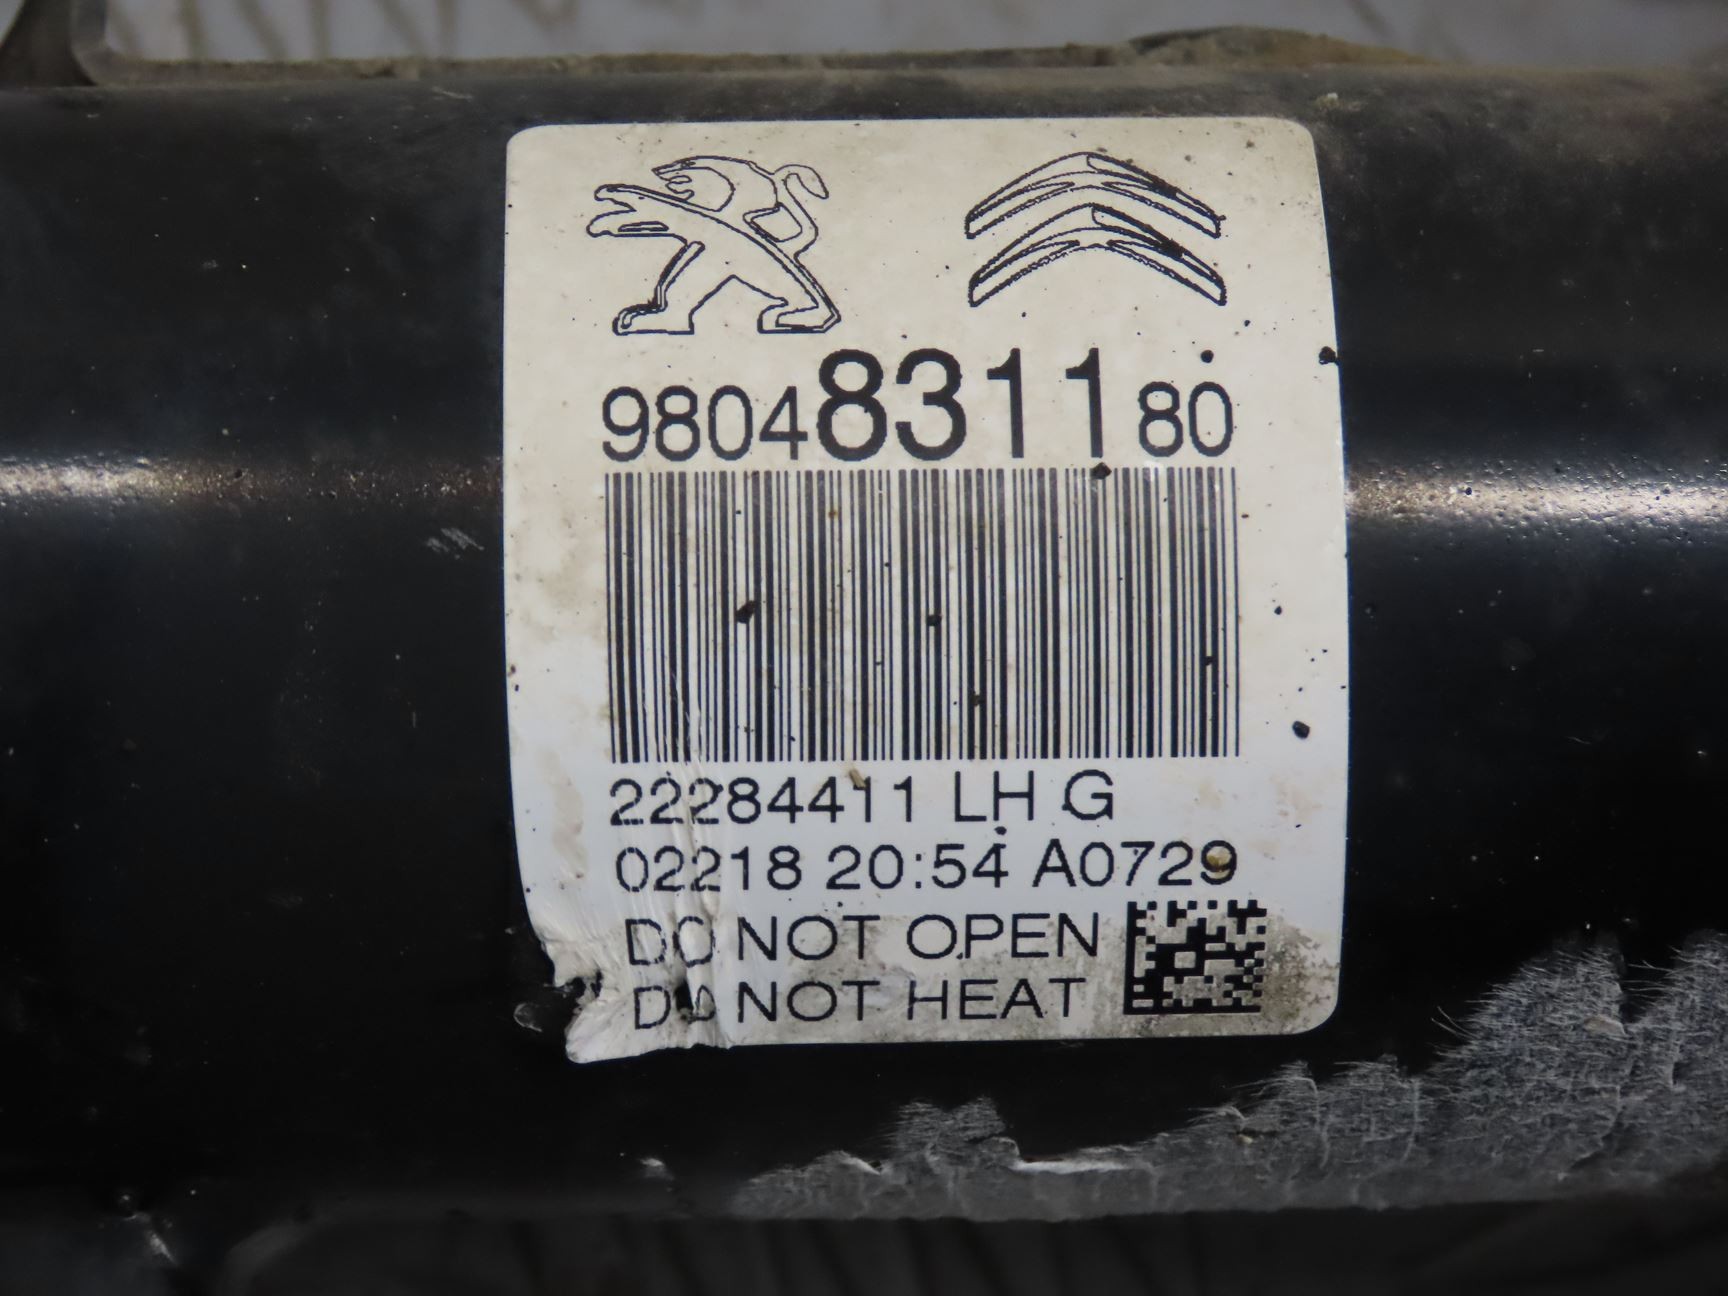 9804831180
22284411 LH G
02218 20:54 A0729
DO NOT OPEN
DO NOT HEAT